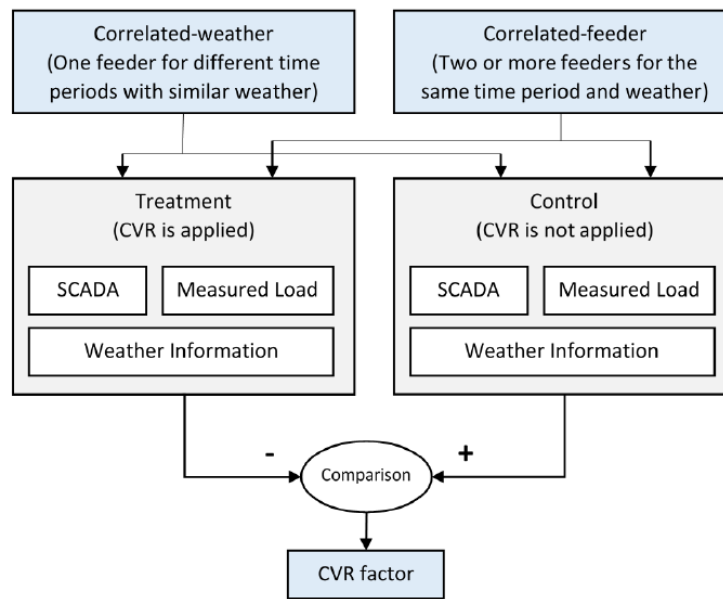 Correlated-weather
(One feeder for different time
periods with similar weather)
Correlated-feeder
(Two or more feeders for the
same time period and weather)
Treatment
(CVR is applied)
SCADA
Measured Load
Weather Information
Control
(CVR is not applied)
SCADA
Measured Load
Weather Information
-
+
Comparison
CVR factor